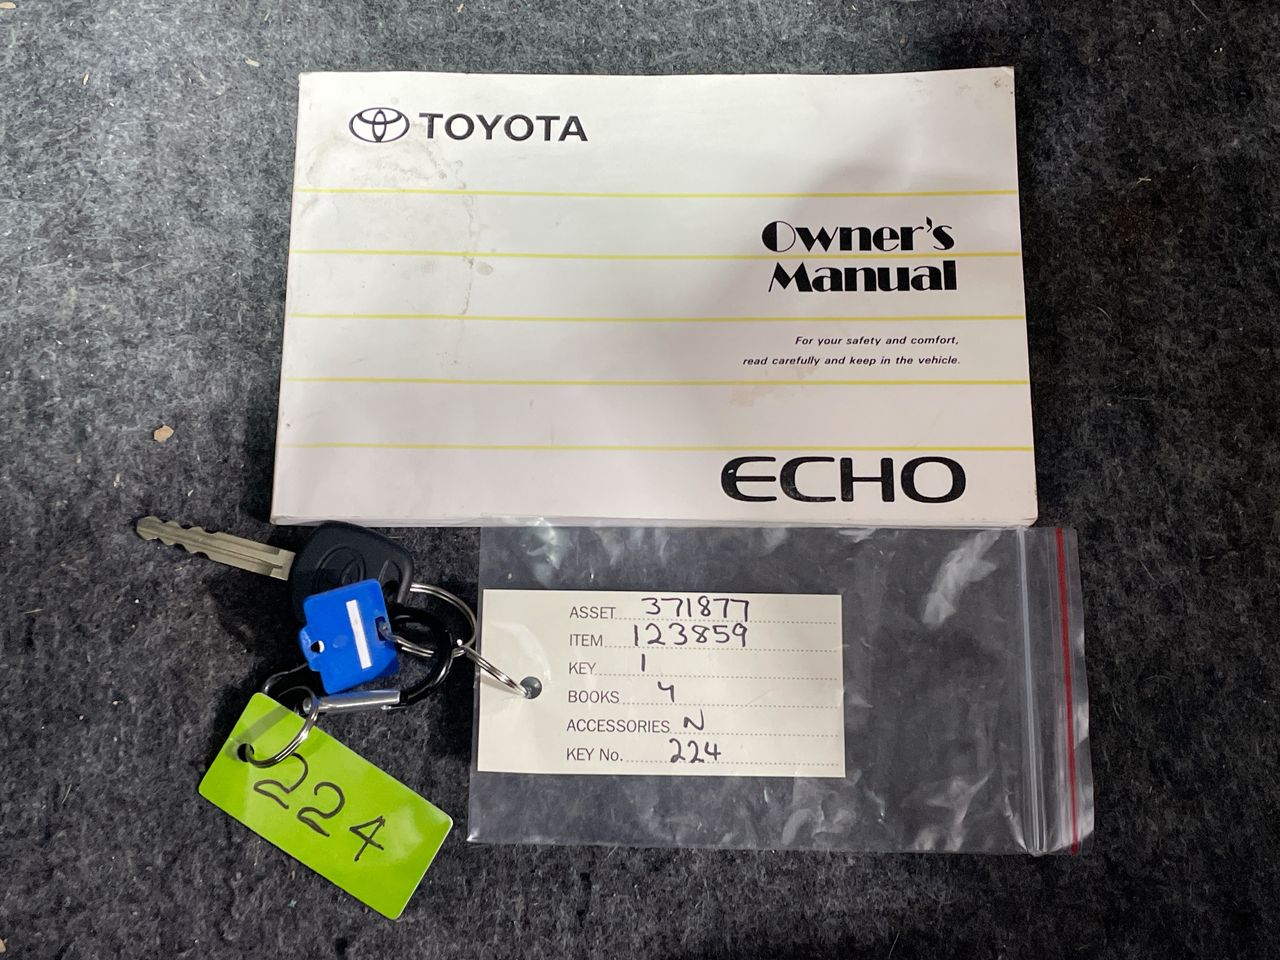 TOYOTA
Owner's
Manual
For your safety and comfort,
read carefully and keep in the vehicle.
ECHO
ASSET 371877
ITEM 123859
KEY 1
BOOKS 4
ACCESSORIES N
KEY No. 224
224